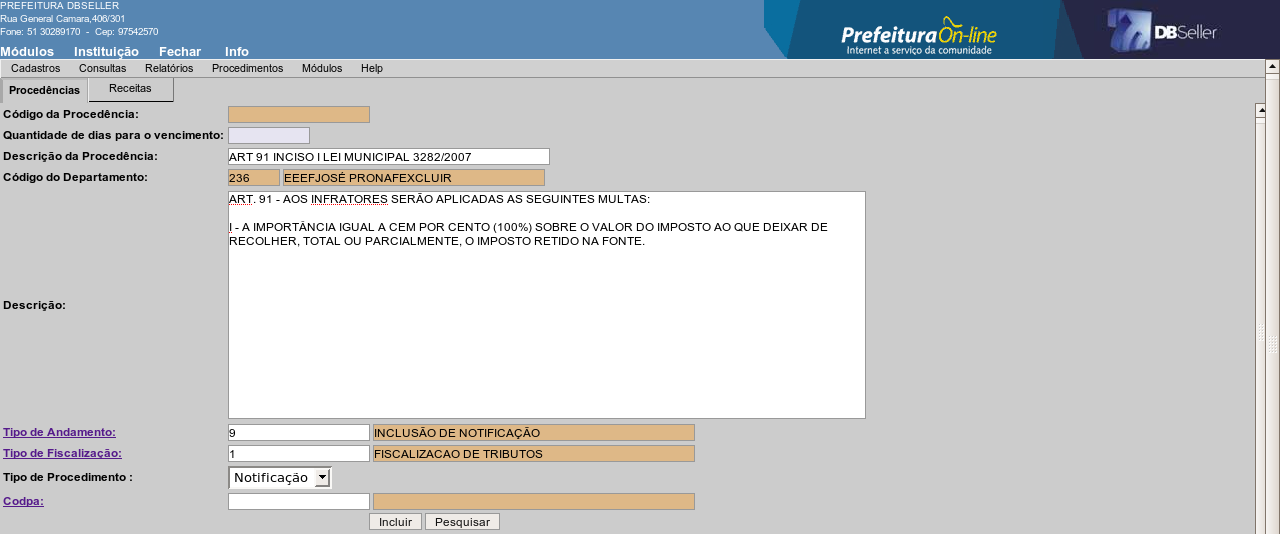 PREFEITURA DBSELLER
Rua General Camara,406/301
Fone: 51 30289170 - Cep: 97542570
Módulos Instituição Fechar Info
PrefeituraOn-line
Internet a serviço da comunidade
DBSeller
Cadastros Consultas Relatórios Procedimentos Módulos Help
Procedências Receitas
Código da Procedência:
Quantidade de dias para o vencimento:
Descrição da Procedência: ART 91 INCISO I LEI MUNICIPAL 3282/2007
Código do Departamento: 236 EEEFJOSÉ PRONAFEXCLUIR
ART. 91 - AOS INFRATORES SERÃO APLICADAS AS SEGUINTES MULTAS:
I - A IMPORTÂNCIA IGUAL A CEM POR CENTO (100%) SOBRE O VALOR DO IMPOSTO AO QUE DEIXAR DE
RECOLHER, TOTAL OU PARCIALMENTE, O IMPOSTO RETIDO NA FONTE.
Descrição:
Tipo de Andamento: 9 INCLUSÃO DE NOTIFICAÇÃO
Tipo de Fiscalização: 1 FISCALIZACAO DE TRIBUTOS
Tipo de Procedimento : Notificação
Codpa:
Incluir Pesquisar